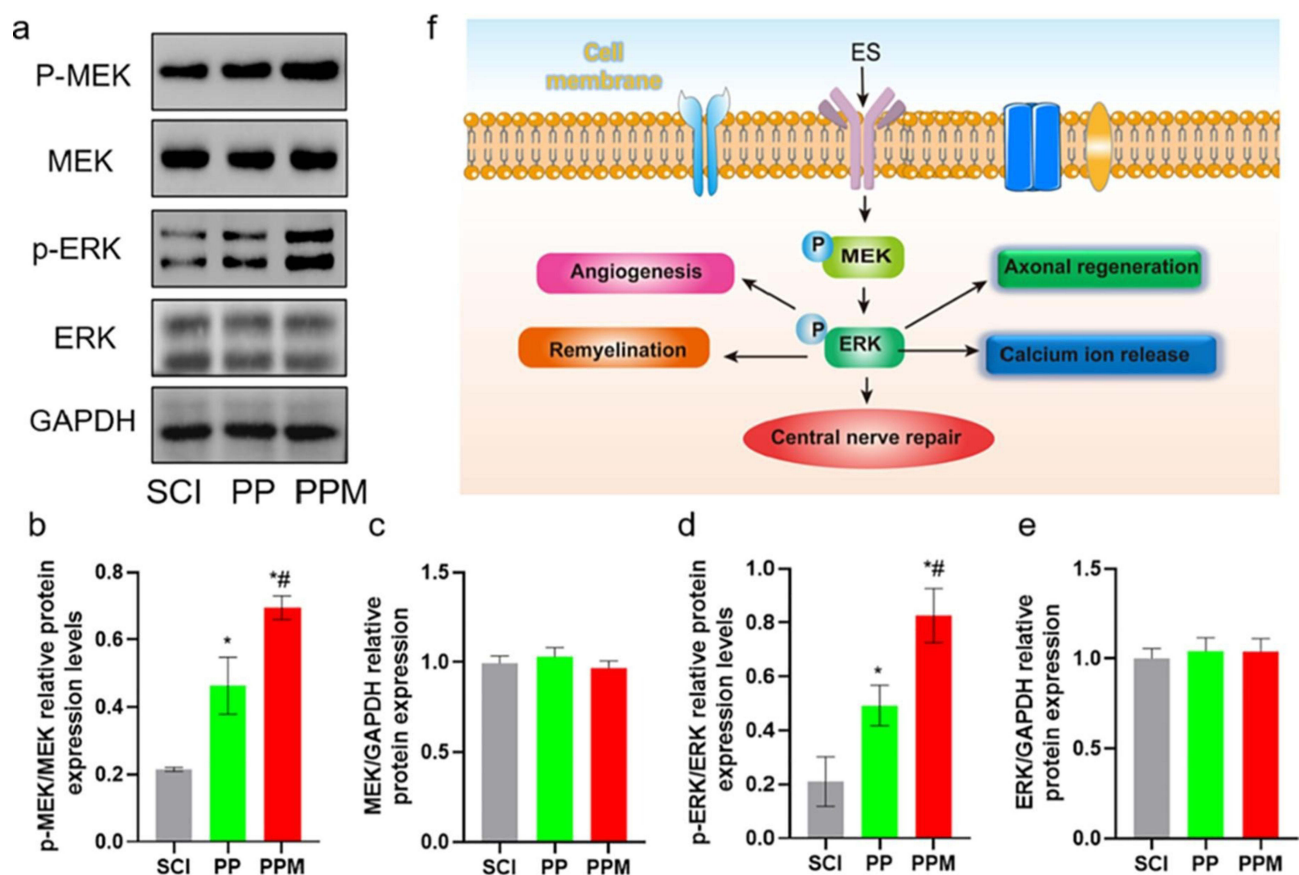 a
P-MEK
MEK
p-ERK
ERK
GAPDH
SCI PP PPM
f
Cell
membrane
ES
P
MEK
Angiogenesis
Axonal regeneration
P
ERK
Remyelination
Calcium ion release
Central nerve repair
b
p-MEK/MEK relative protein
expression levels
0.8
0.6
0.4
0.2
0.0
*
*#
SCI PP PPM
c
MEK/GAPDH relative
protein expression
1.5
1.0
0.5
0.0
SCI PP PPM
d
p-ERK/ERK relative protein
expression levels
1.0
0.8
0.6
0.4
0.2
0.0
*
*#
SCI PP PPM
e
ERK/GAPDH relative
protein expression
1.5
1.0
0.5
0.0
SCI PP PPM